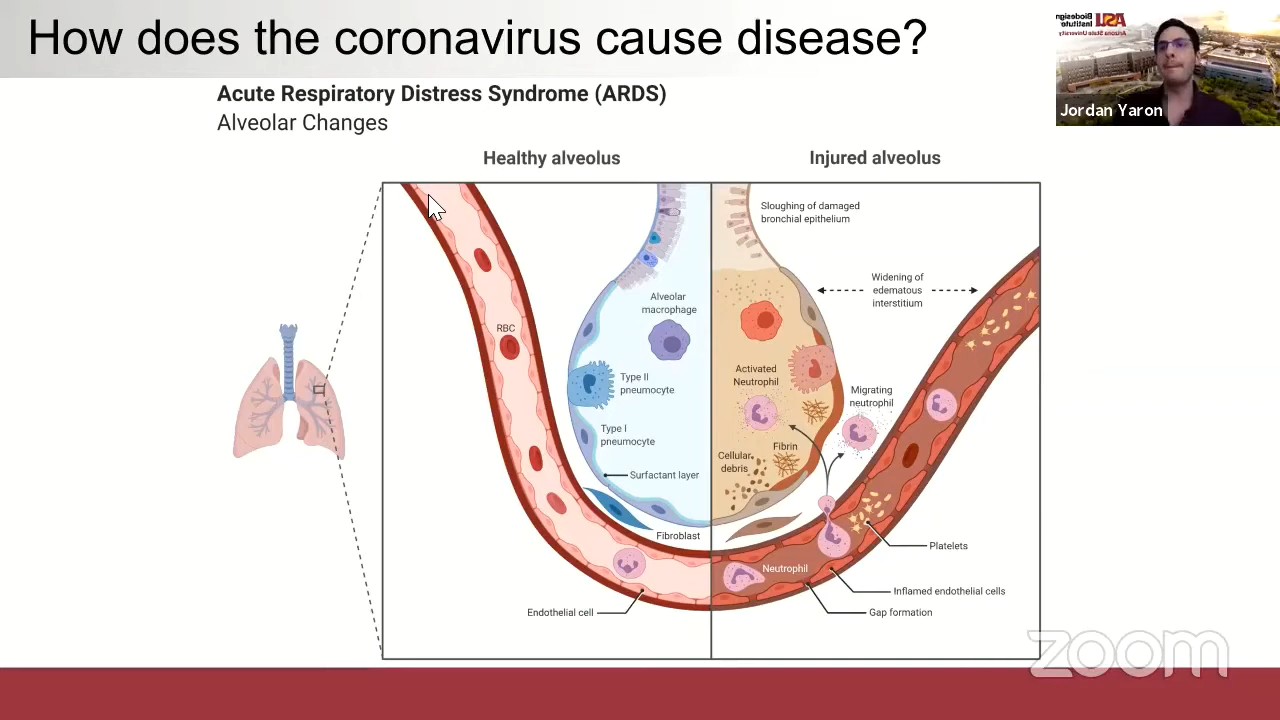 How does the coronavirus cause disease?
ASU Biodesign
Institute
Arizona State University
Jordan Yaron
Acute Respiratory Distress Syndrome (ARDS)
Alveolar Changes
Healthy alveolus
Injured alveolus
Sloughing of damaged
bronchial epithelium
Widening of
edematous
interstitium
Alveolar
macrophage
RBC
Activated
Neutrophil
Type II
pneumocyte
Migrating
neutrophil
Type I
pneumocyte
Fibrin
Cellular
debris
Surfactant layer
Fibroblast
Platelets
Neutrophil
Inflamed endothelial cells
Endothelial cell
Gap formation
zoom